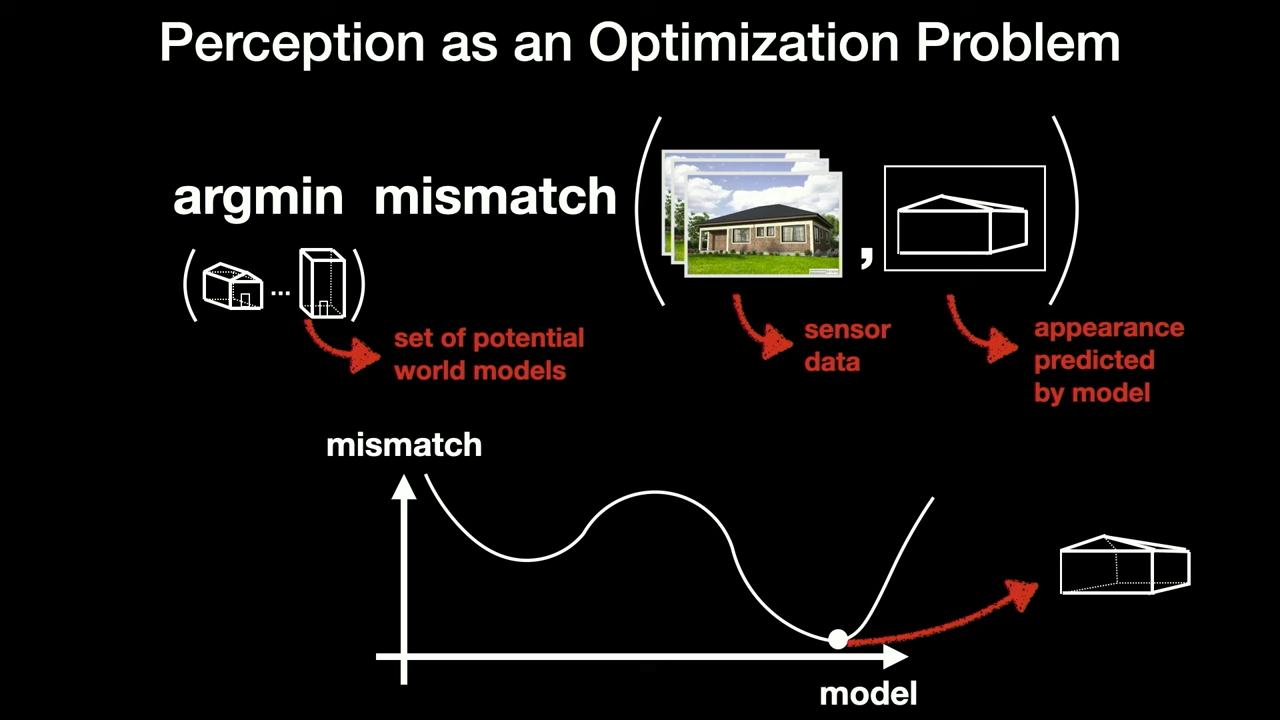 Perception as an Optimization Problem
argmin mismatch
,
...
set of potential
world models
sensor
data
appearance
predicted
by model
mismatch
model